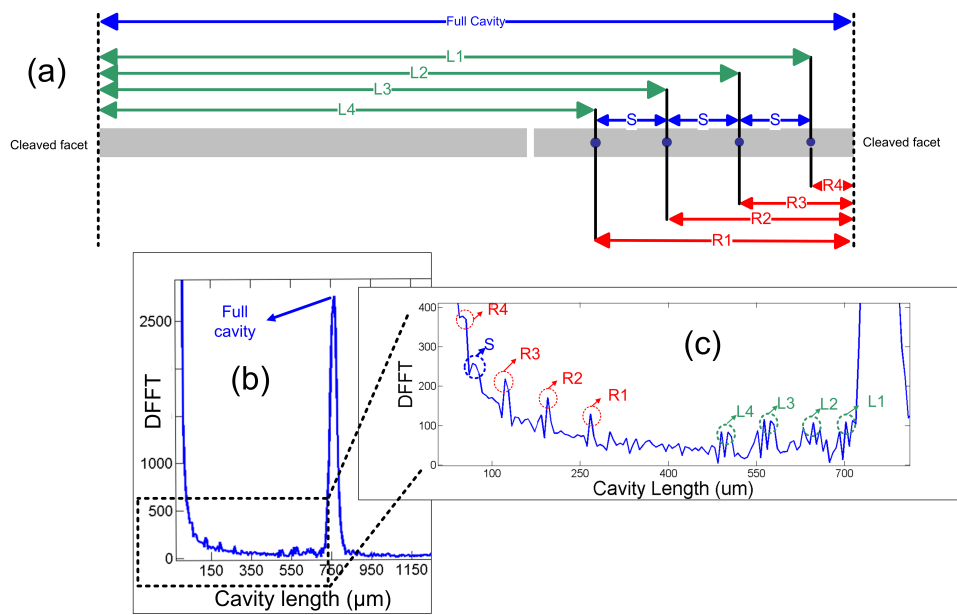 Full Cavity
(a)
L1
L2
L3
L4
S S S
Cleaved facet
Cleaved facet
R4
R3
R2
R1
2500
1000
500
0
DFFT
Full
cavity
(b)
150 350 550 750 950 1150
Cavity length (μm)
400
300
200
100
0
DFFT
R4
S
R3
R2
R1
(c)
L4
L3
L2
L1
100 250 400 550 700
Cavity Length (um)